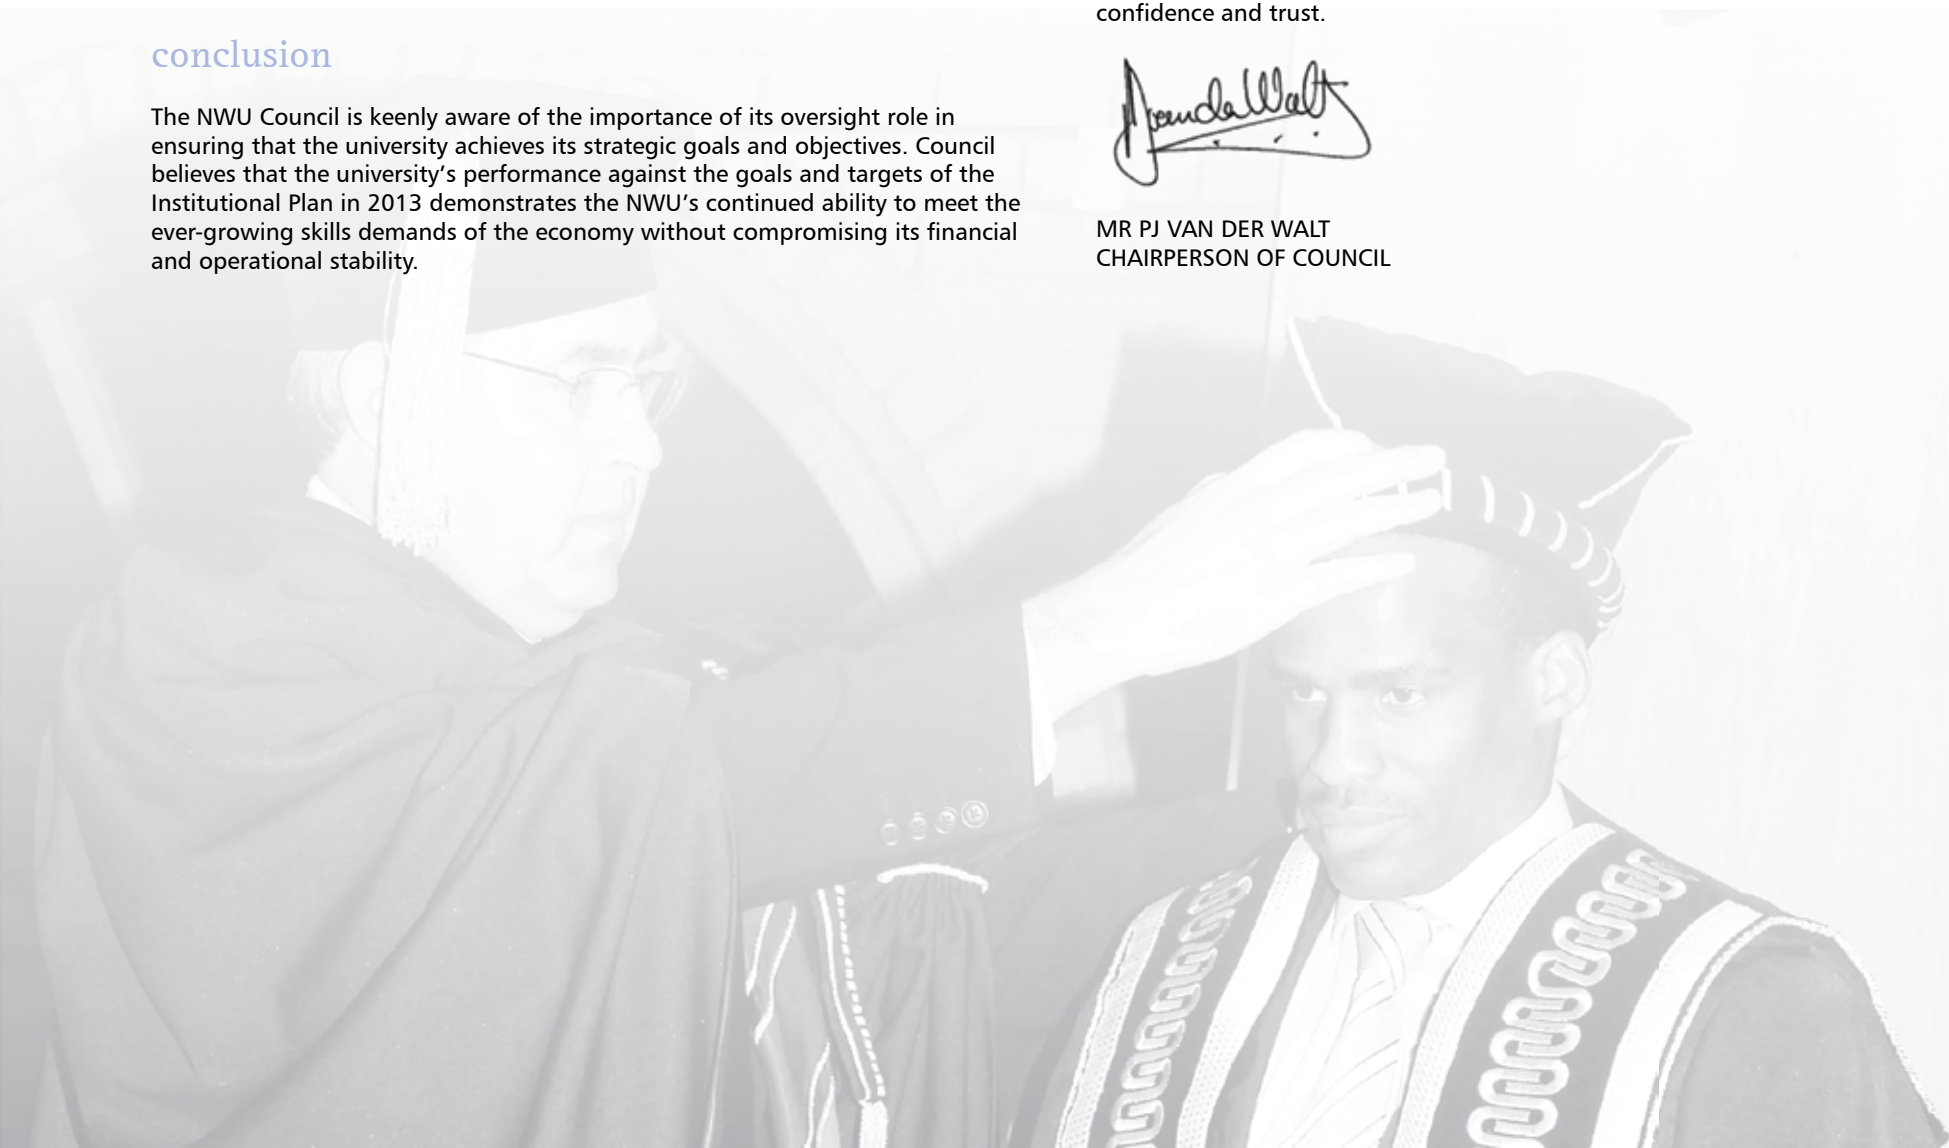 conclusion
The NWU Council is keenly aware of the importance of its oversight role in
ensuring that the university achieves its strategic goals and objectives. Council
believes that the university’s performance against the goals and targets of the
Institutional Plan in 2013 demonstrates the NWU’s continued ability to meet the
ever-growing skills demands of the economy without compromising its financial
and operational stability.
confidence and trust.
MR PJ VAN DER WALT
CHAIRPERSON OF COUNCIL